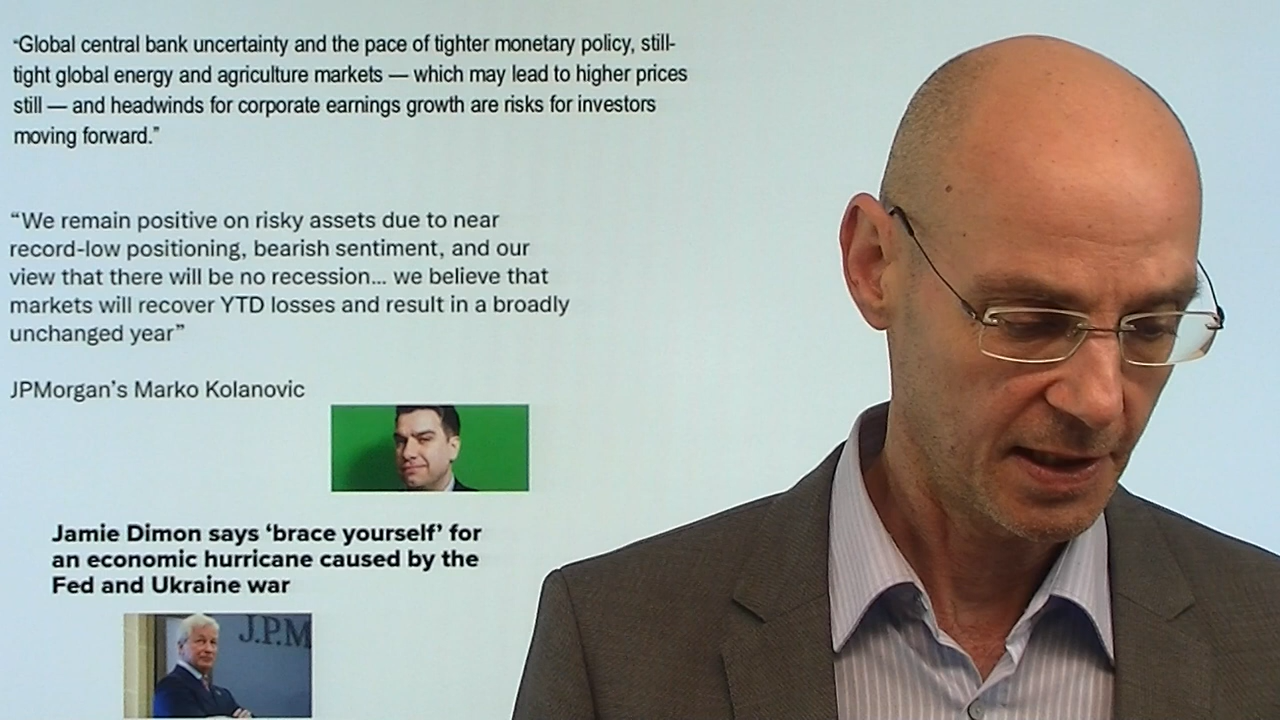 “Global central bank uncertainty and the pace of tighter monetary policy, still-
tight global energy and agriculture markets — which may lead to higher prices
still — and headwinds for corporate earnings growth are risks for investors
moving forward.”
“We remain positive on risky assets due to near
record-low positioning, bearish sentiment, and our
view that there will be no recession... we believe that
markets will recover YTD losses and result in a broadly
unchanged year”
JPMorgan’s Marko Kolanovic
Jamie Dimon says ‘brace yourself’ for
an economic hurricane caused by the
Fed and Ukraine war
J.P.M